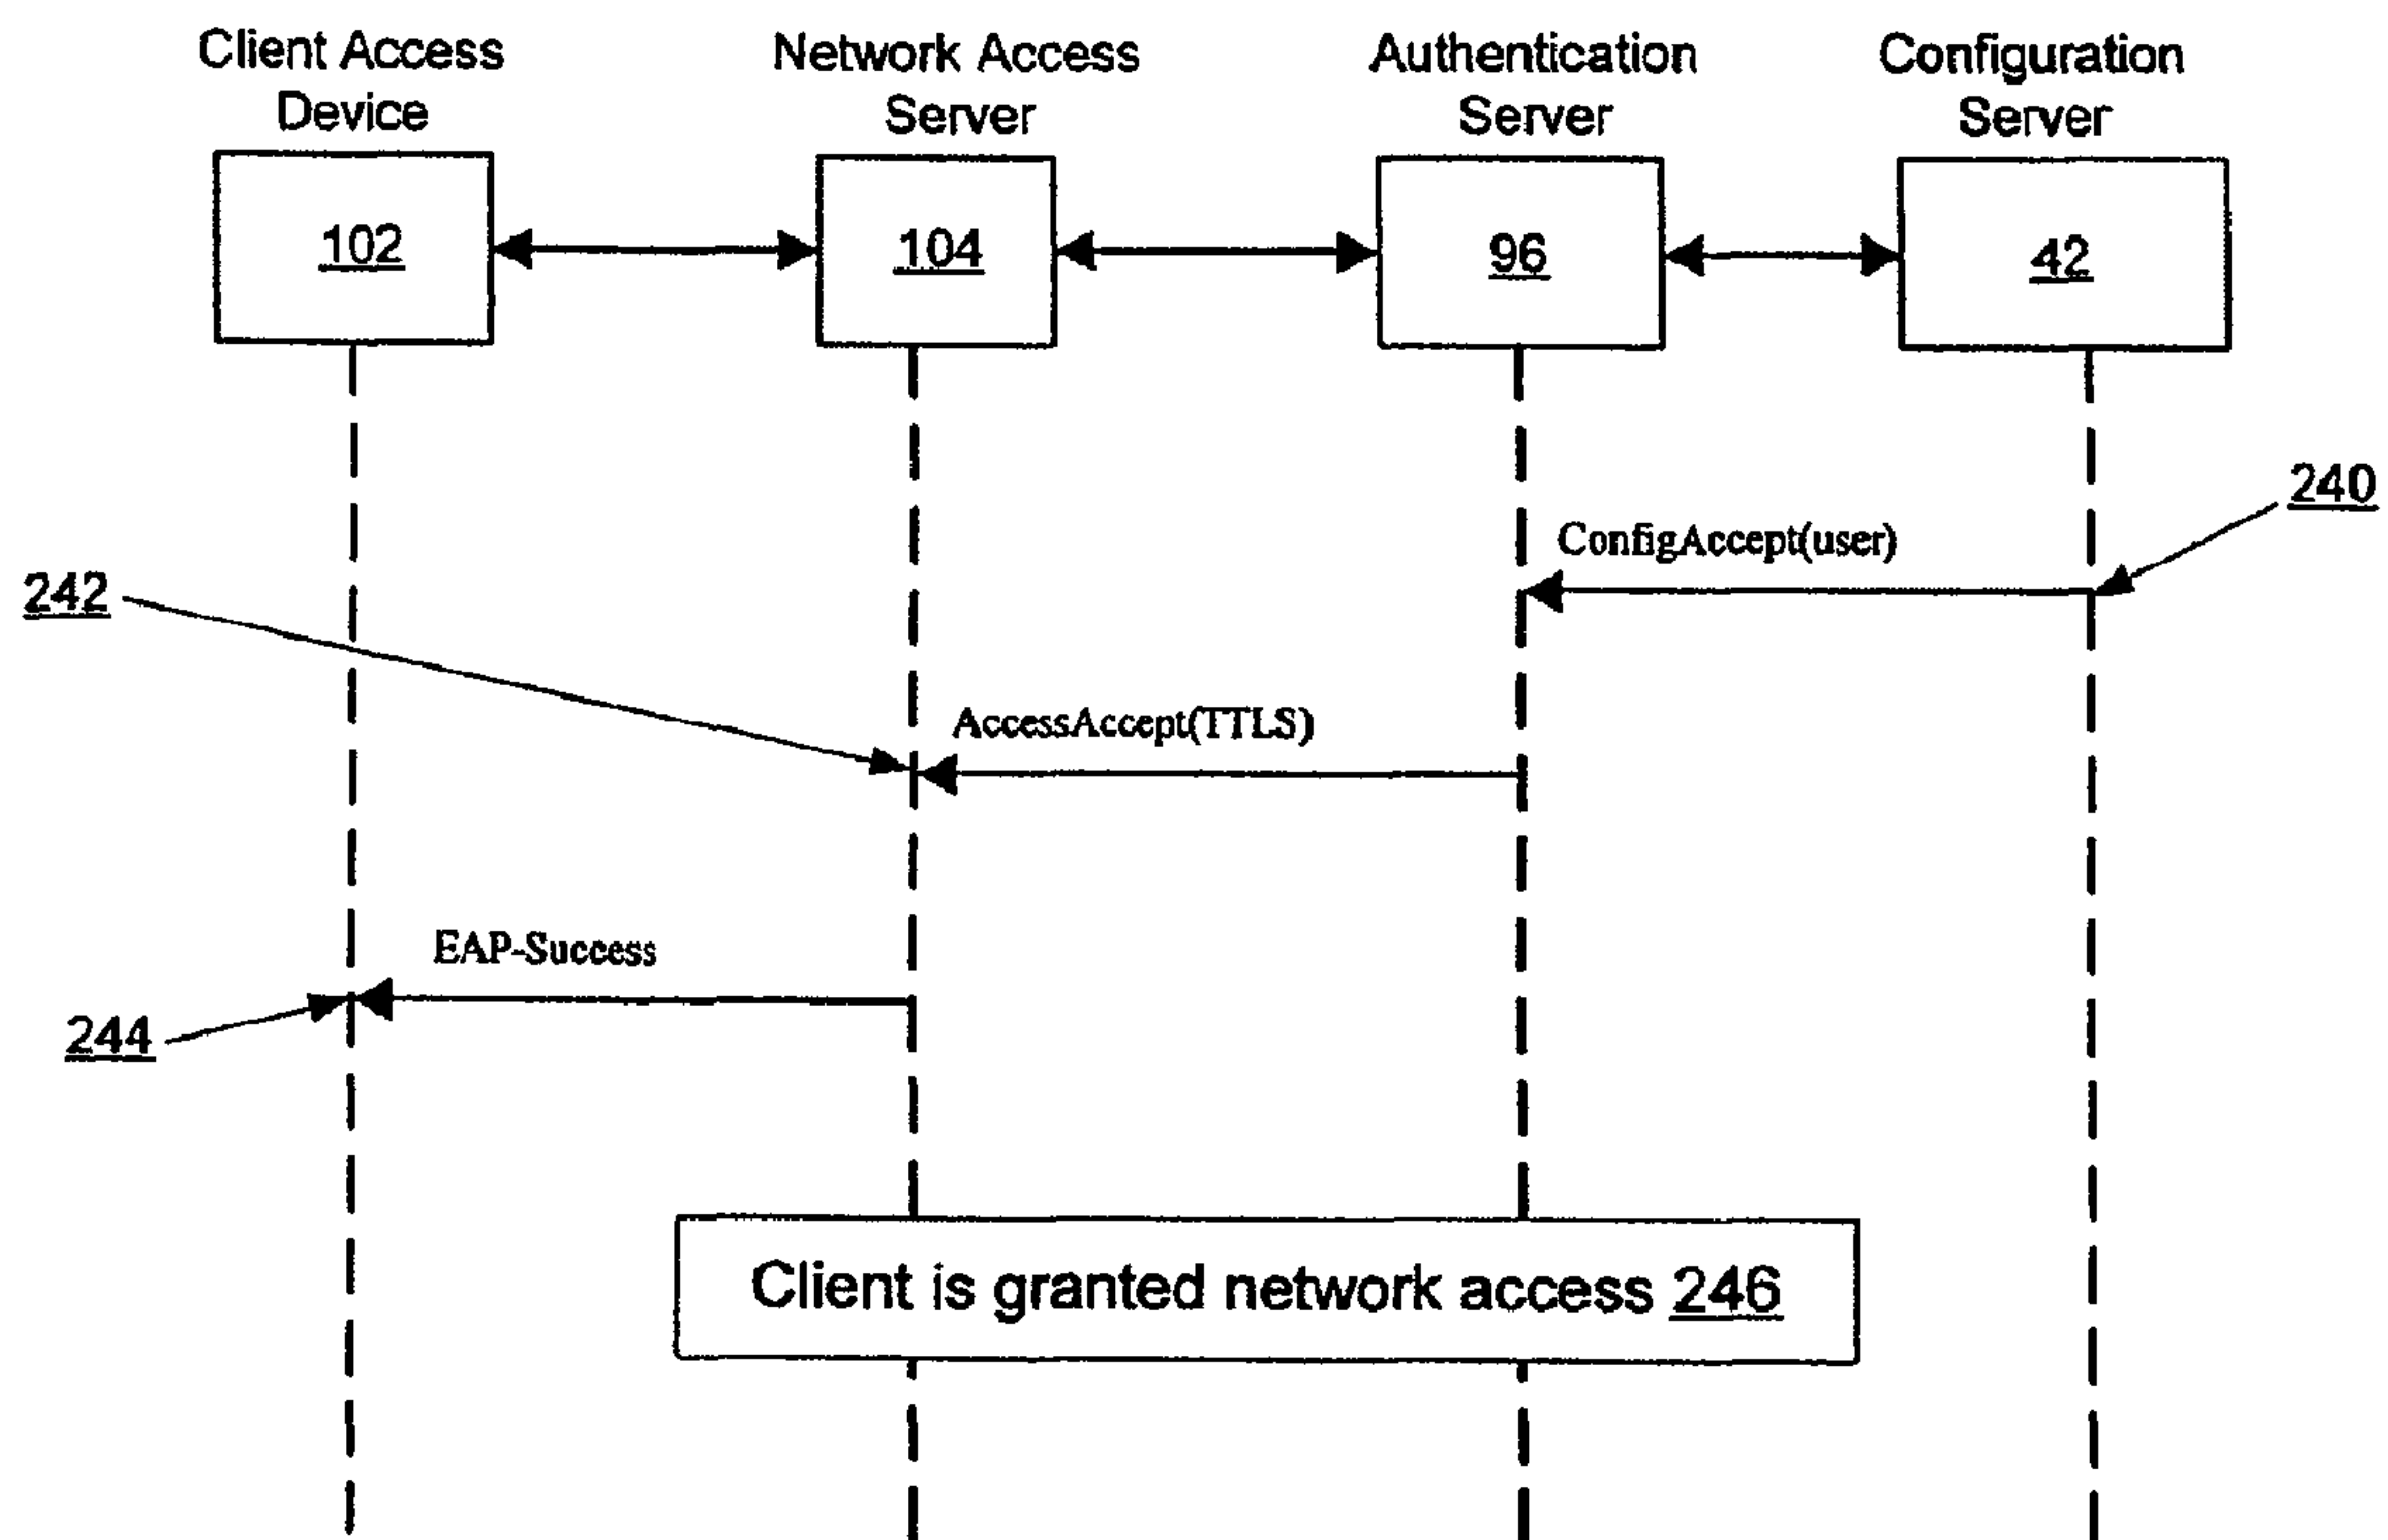 Client Access
Device
Network Access
Server
Authentication
Server
Configuration
Server
102
104
96
42
240
ConfigAccept(user)
242
AccessAccept(TTLS)
EAP-Success
244
Client is granted network access 246